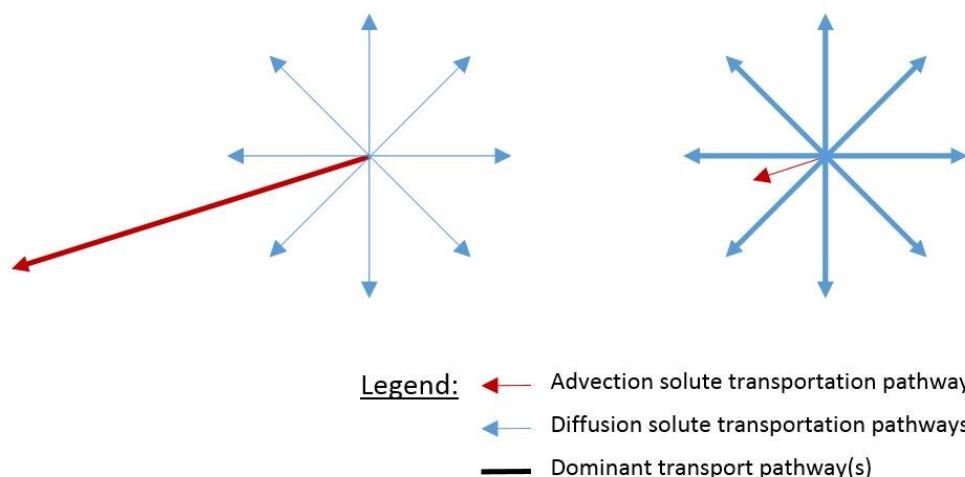 Legend:
Advection solute transportation pathway
Diffusion solute transportation pathways
Dominant transport pathway(s)